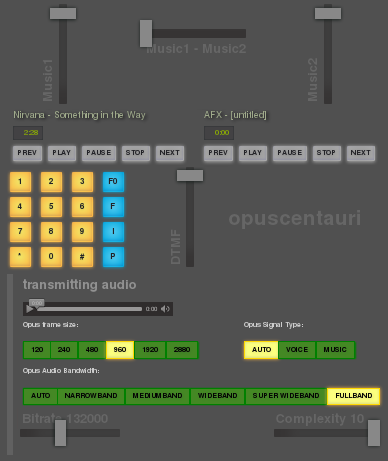 Music1
Music1 - Music2
Music2
Nirvana - Something in the Way
AFX - [untitled]
2:28
0:00
PREV PLAY PAUSE STOP NEXT
PREV PLAY PAUSE STOP NEXT
1 2 3 F0
4 5 6 F
7 8 9 I
* 0 # P
DTMF
opuscentauri
transmitting audio
0:00
0:00
Opus frame size:
Opus Signal Type:
120 240 480 960 1920 2880
AUTO VOICE MUSIC
Opus Audio Bandwidth:
AUTO NARROWBAND MEDIUMBAND WIDEBAND SUPER WIDEBAND FULLBAND
Bitrate 132000
Complexity 10